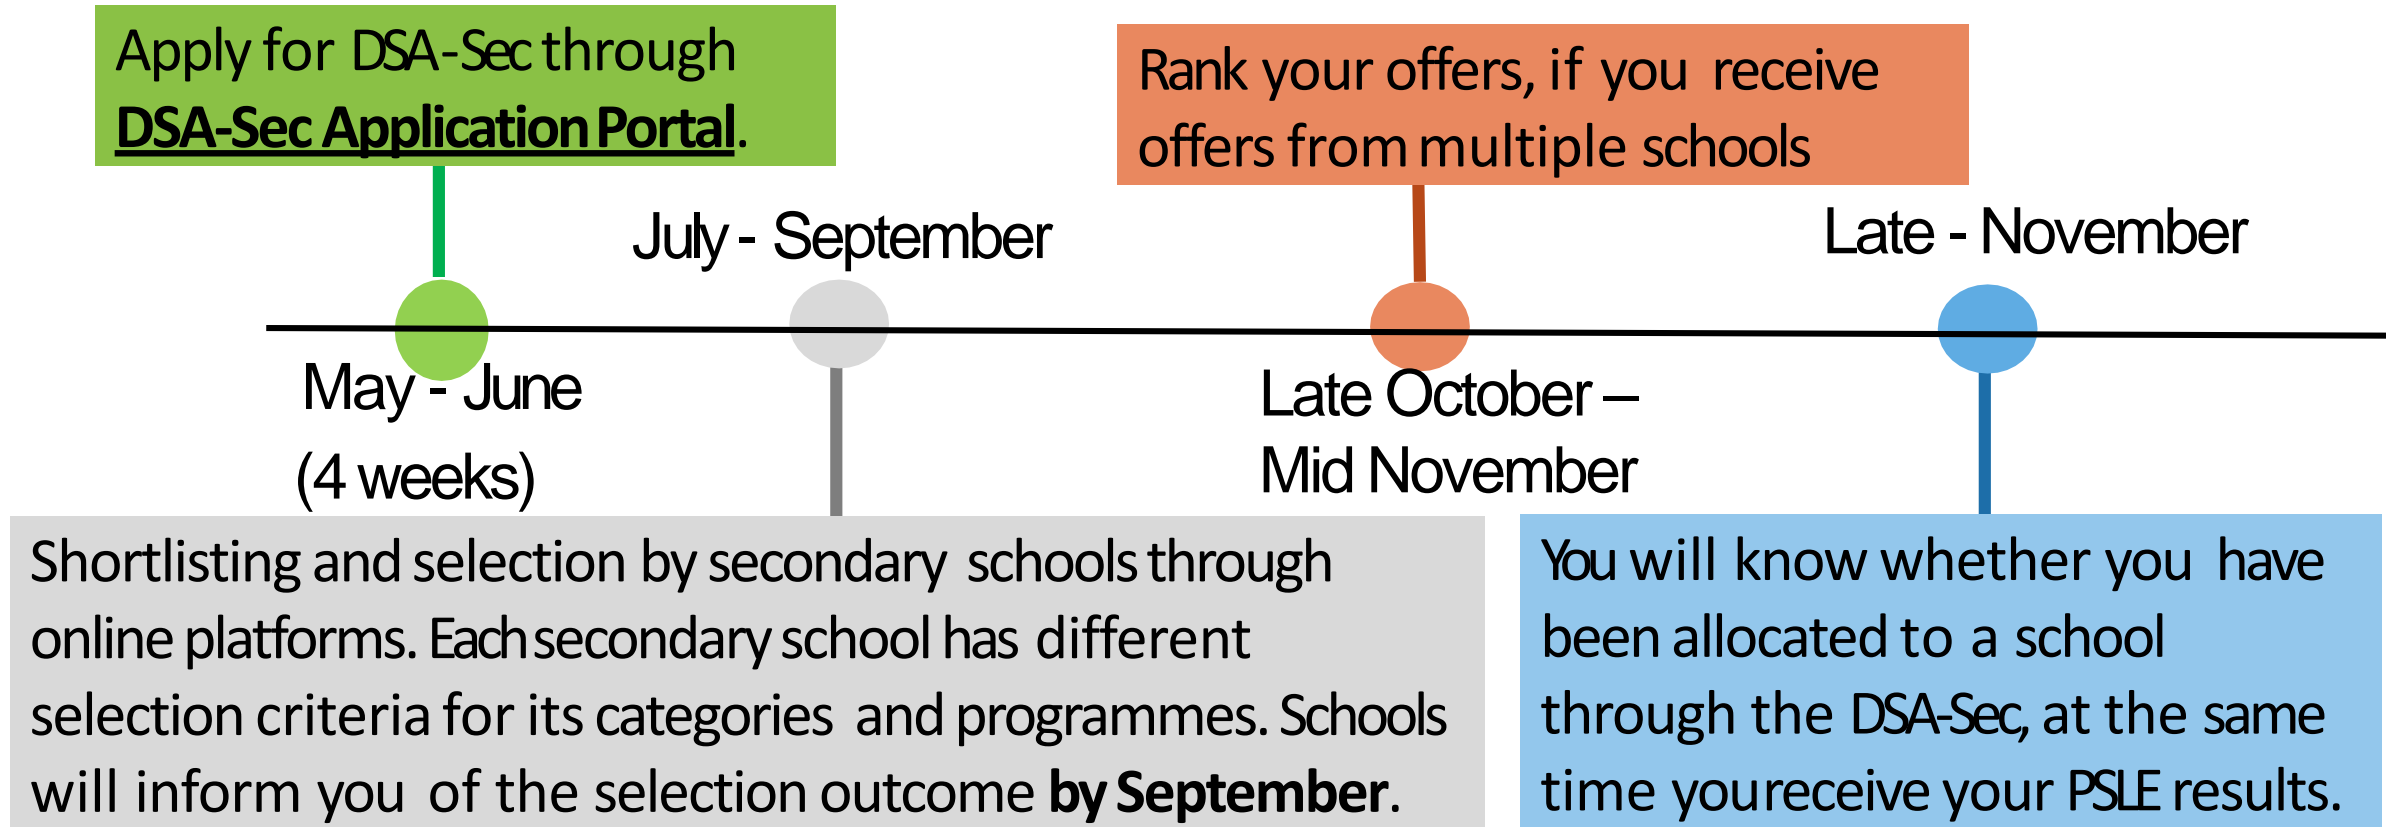 Apply for DSA-Sec through
DSA-Sec Application Portal.
Rank your offers, if you receive
offers from multiple schools
July - September
Late - November
May - June
(4 weeks)
Late October –
Mid November
Shortlisting and selection by secondary schools through
online platforms. Each secondary school has different
selection criteria for its categories and programmes. Schools
will inform you of the selection outcome by September.
You will know whether you have
been allocated to a school
through the DSA-Sec, at the same
time you receive your PSLE results.